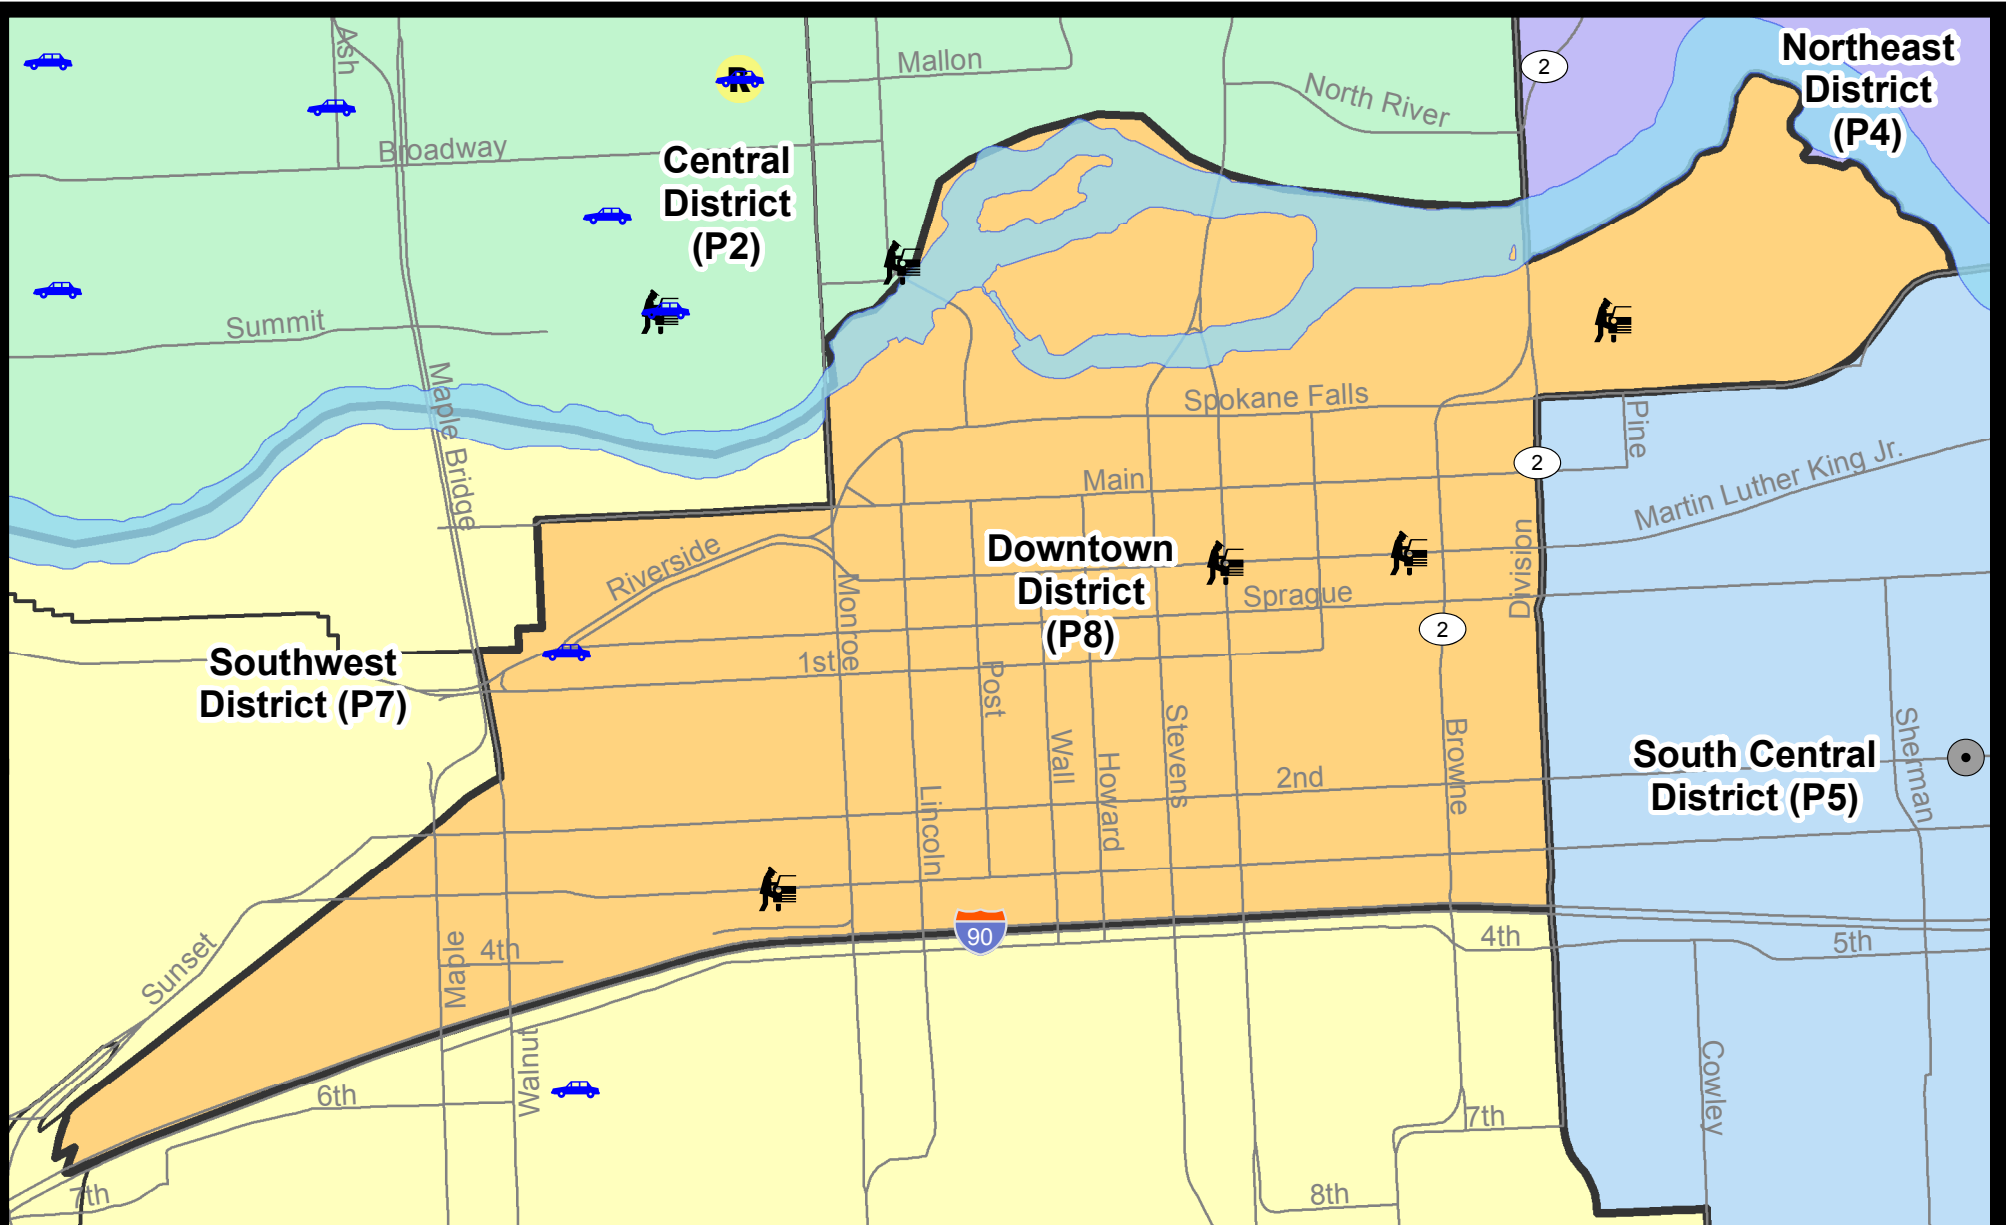 Ash
Mallon
2
Northeast
District
(P4)
R
North River
Broadway
Central
District
(P2)
Summit
Maple Bridge
Spokane Falls
Pine
Main
2
Martin Luther King Jr.
Riverside
Downtown
District
(P8)
Division
Monroe
Sprague
2
Southwest
District (P7)
1st
Post
Wall
Howard
Stevens
2nd
Browne
South Central
District (P5)
Sherman
Lincoln
90
Sunset
Maple
4th
4th
5th
Walnut
6th
Cowley
7th
7th
8th